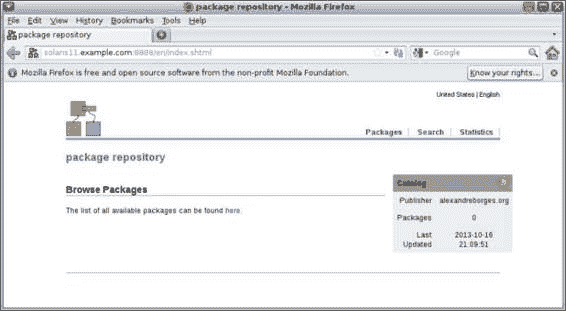 package repository - Mozilla Firefox
File Edit View History Bookmarks Tools Help
package repository
solaris11.example.com:8888/en/index.shtml
Google
Mozilla Firefox is free and open source software from the non-profit Mozilla Foundation.
Know your rights...
United States | English
Packages | Search | Statistics
package repository
Browse Packages
The list of all available packages can be found here.
Catalog
Publisher alexandreborges.org
Packages 0
Last Updated 2013-10-16 21:09:51